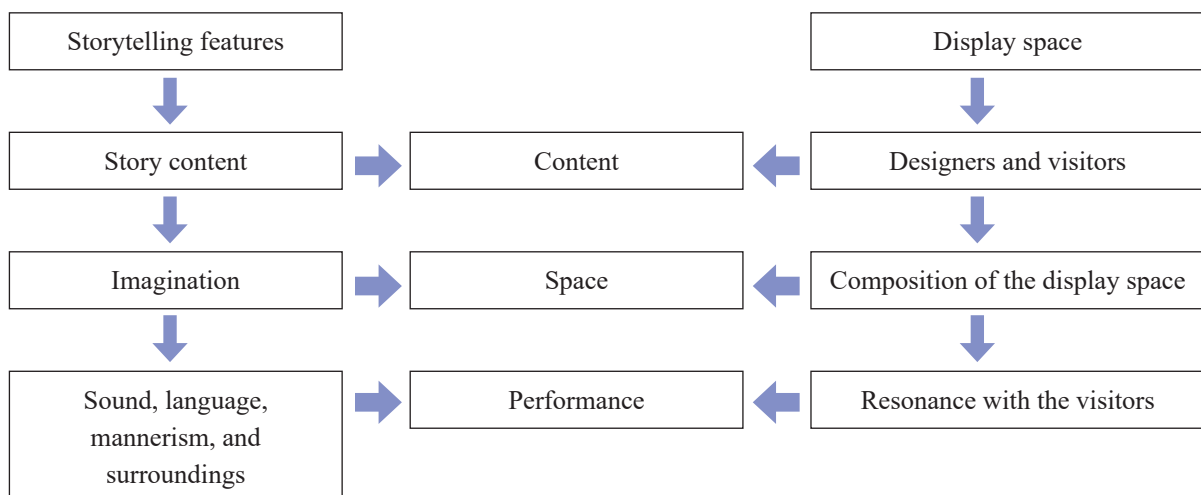 Storytelling features
Display space
Story content
Content
Designers and visitors
Imagination
Space
Composition of the display space
Sound, language,
mannerism, and
surroundings
Performance
Resonance with the visitors